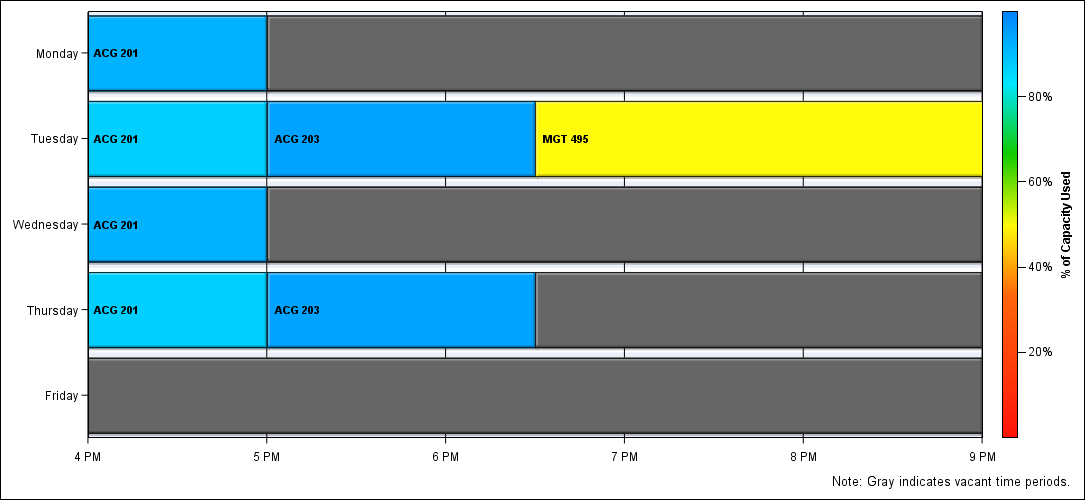 Monday
ACG 201
Tuesday
ACG 201 ACG 203 MGT 495
Wednesday
ACG 201
Thursday
ACG 201 ACG 203
Friday
4 PM 5 PM 6 PM 7 PM 8 PM 9 PM
80%
60%
40%
20%
% of Capacity Used
Note: Gray indicates vacant time periods.